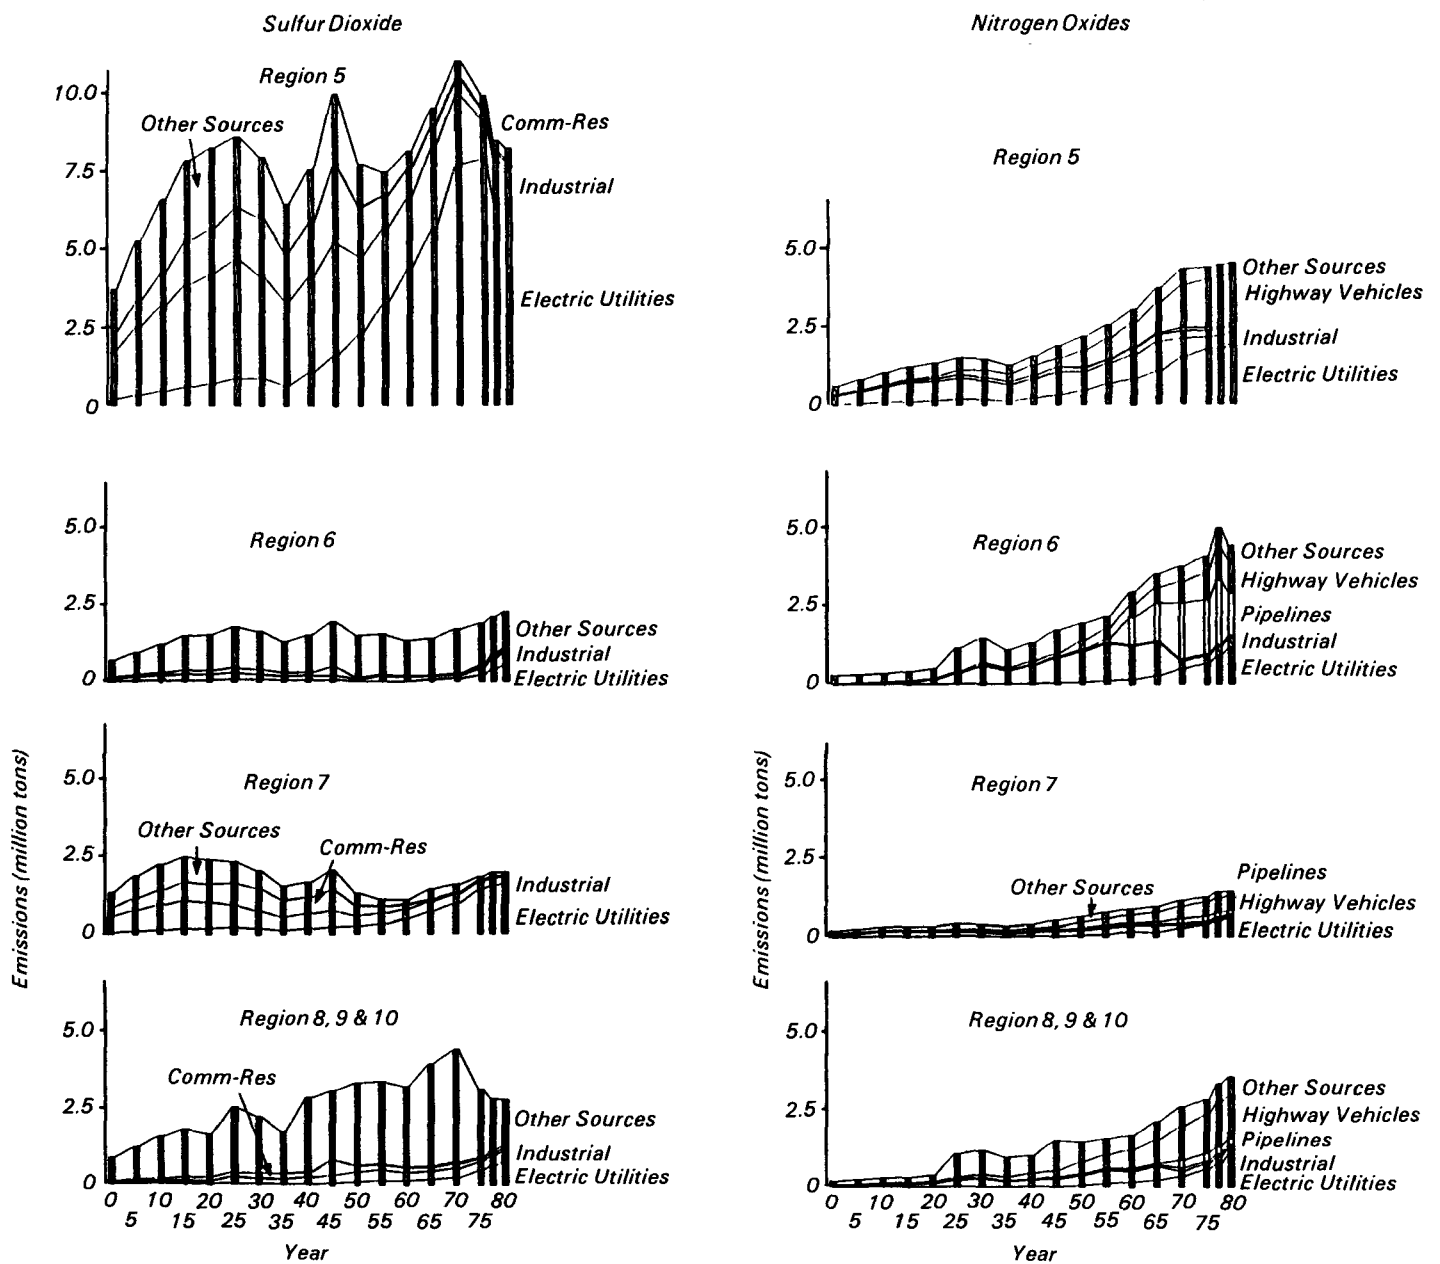 Sulfur Dioxide
Region 5
10.0
7.5
5.0
2.5
0
Other Sources
Comm-Res
Industrial
Electric Utilities
Region 6
5.0
2.5
0
Other Sources
Industrial
Electric Utilities
Region 7
5.0
2.5
0
Other Sources
Comm-Res
Industrial
Electric Utilities
Region 8, 9 & 10
5.0
2.5
0
Comm-Res
Other Sources
Industrial
Electric Utilities
Emissions (million tons)
0 10 20 30 40 50 60 70 80
5 15 25 35 45 55 65 75
Year
Nitrogen Oxides
Region 5
5.0
2.5
0
Other Sources
Highway Vehicles
Industrial
Electric Utilities
Region 6
5.0
2.5
0
Other Sources
Highway Vehicles
Pipelines
Industrial
Electric Utilities
Region 7
5.0
2.5
0
Other Sources
Pipelines
Highway Vehicles
Electric Utilities
Region 8, 9 & 10
5.0
2.5
0
Other Sources
Highway Vehicles
Pipelines
Industrial
Electric Utilities
Emissions (million tons)
0 10 20 30 40 50 60 70 80
5 15 25 35 45 55 65 75
Year